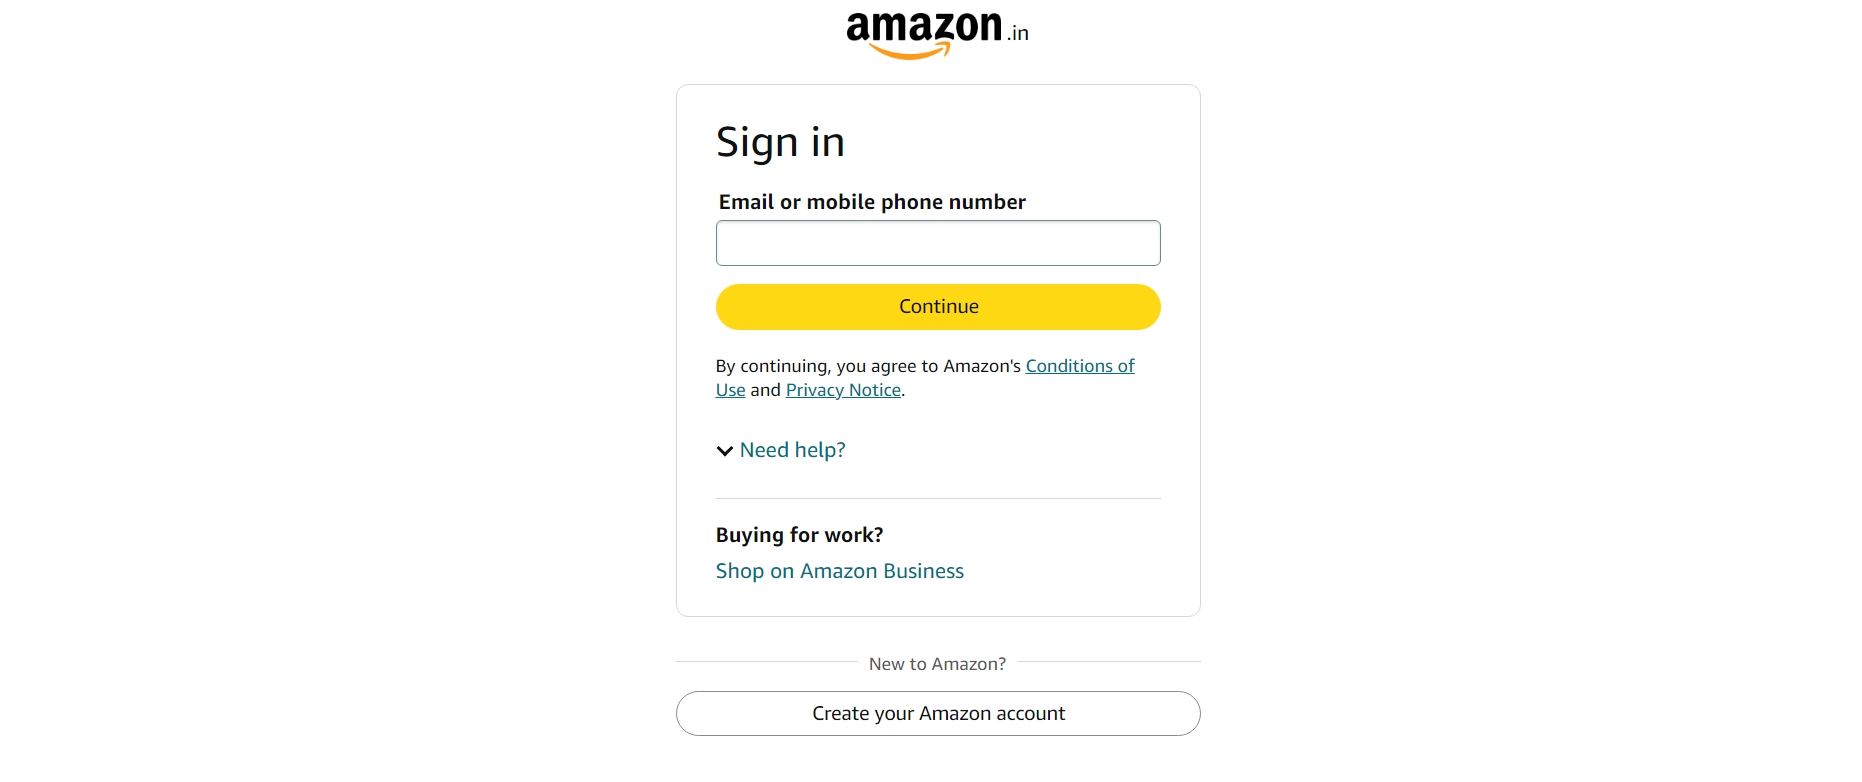 amazon.in
Sign in
Email or mobile phone number
Continue
By continuing, you agree to Amazon's Conditions of
Use and Privacy Notice.
Need help?
Buying for work?
Shop on Amazon Business
New to Amazon?
Create your Amazon account